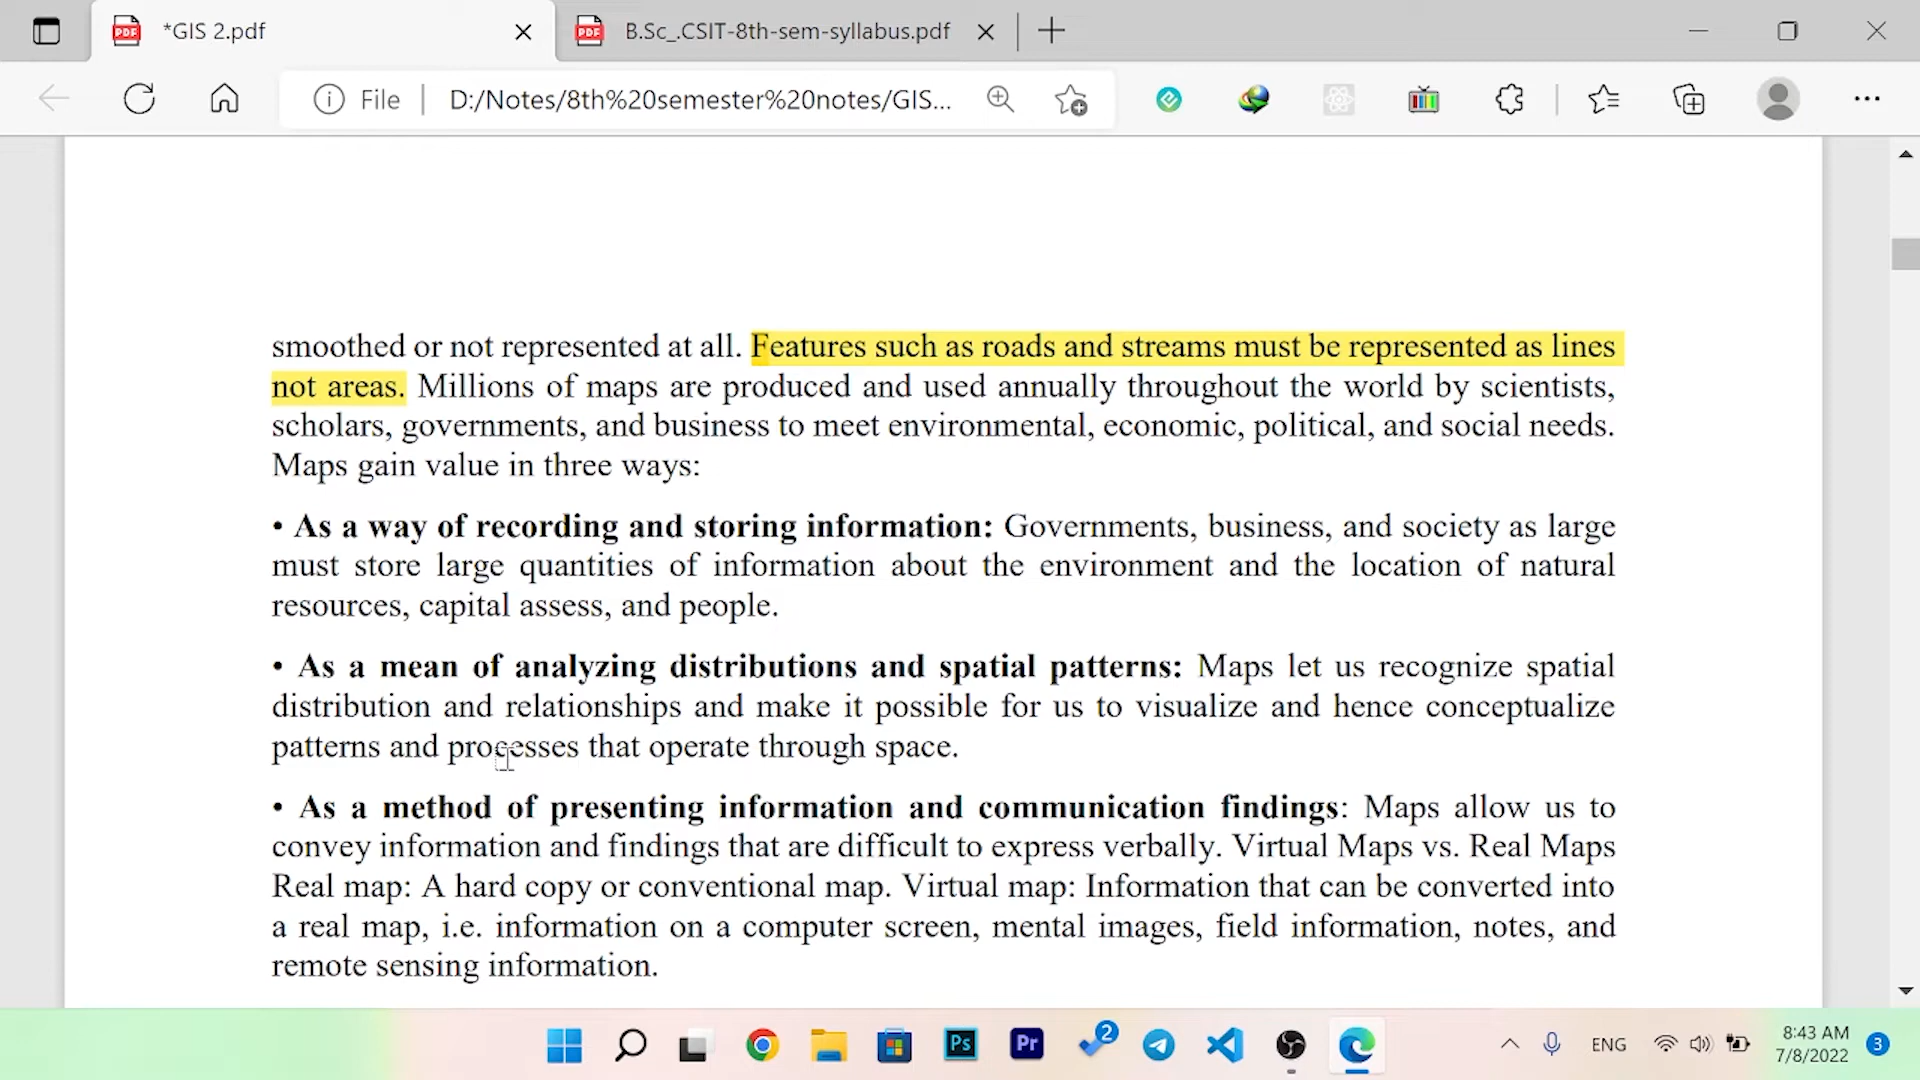 *GIS 2.pdf
B.Sc_.CSIT-8th-sem-syllabus.pdf
File
D:/Notes/8th%20semester%20notes/GIS...
smoothed or not represented at all. Features such as roads and streams must be represented as lines
not areas. Millions of maps are produced and used annually throughout the world by scientists,
scholars, governments, and business to meet environmental, economic, political, and social needs.
Maps gain value in three ways:
• As a way of recording and storing information: Governments, business, and society as large
must store large quantities of information about the environment and the location of natural
resources, capital assess, and people.
• As a mean of analyzing distributions and spatial patterns: Maps let us recognize spatial
distribution and relationships and make it possible for us to visualize and hence conceptualize
patterns and processes that operate through space.
• As a method of presenting information and communication findings: Maps allow us to
convey information and findings that are difficult to express verbally. Virtual Maps vs. Real Maps
Real map: A hard copy or conventional map. Virtual map: Information that can be converted into
a real map, i.e. information on a computer screen, mental images, field information, notes, and
remote sensing information.
PDF
PDF
Ps
Pr
2
ENG
8:43 AM
7/8/2022
3